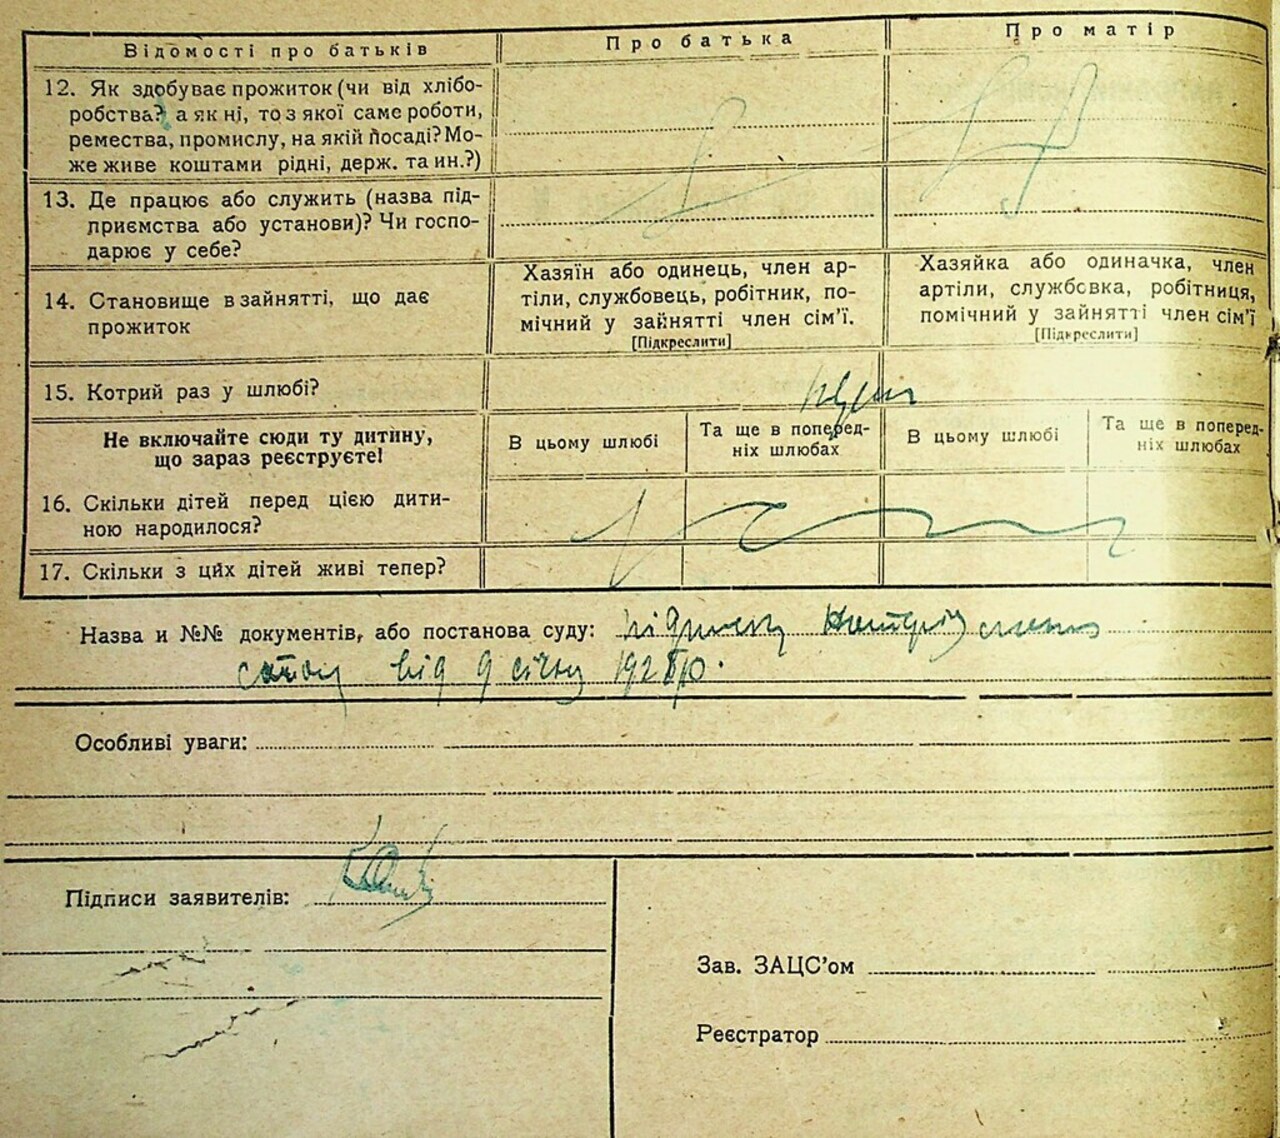 Відомості про батьків
Про батька
Про матір
12. Як здобуває прожиток (чи від хлібо-
робства? а як ні, то з якої саме роботи,
ремества, промислу, на якій посаді? Мо-
же живе коштами рідні, держ. та ин.?)
13. Де працює або служить (назва під-
приємства або установи)? Чи госпо-
дарює у себе?
14. Становище в зайнятті, що дає
прожиток
Хазяїн або одинець, член ар-
тіли, службовець, робітник, по-
мічний у зайнятті член сім'ї.
[Підкреслити]
Хазяйка або одиначка, член
артіли, службовка, робітниця,
помічний у зайнятті член сім'ї
[Підкреслити]
15. Котрий раз у шлюбі?
Не включайте сюди ту дитину,
що зараз реєструєте!
В цьому шлюбі
Та ще в поперед-
ніх шлюбах
В цьому шлюбі
Та ще в поперед-
ніх шлюбах
16. Скільки дітей перед цією дити-
ною народилося?
17. Скільки з цих дітей живі тепер?
Назва и №№ документів, або постанова суду:
від 9 січня 1928 р.
Особливі уваги:
Підписи заявителів:
Зав. ЗАЦС'ом
Реєстратор